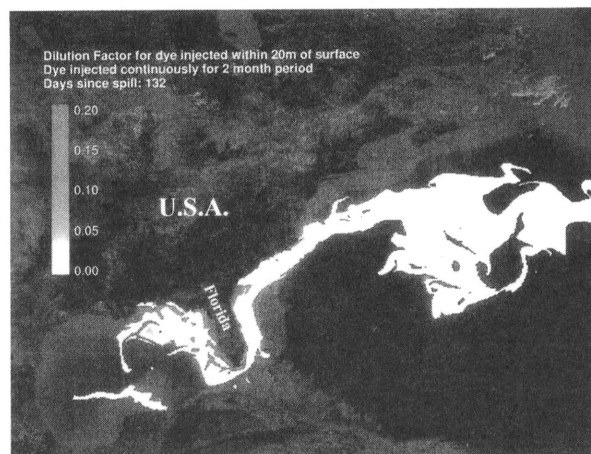 Dilution Factor for dye injected within 20m of surface
Dye injected continuously for 2 month period
Days since spill: 132
0.20
0.15
0.10
0.05
0.00
U.S.A.
Florida